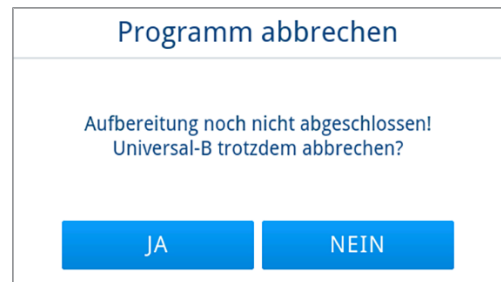 Programm abbrechen
Aufbereitung noch nicht abgeschlossen!
Universal-B trotzdem abbrechen?
JA
NEIN